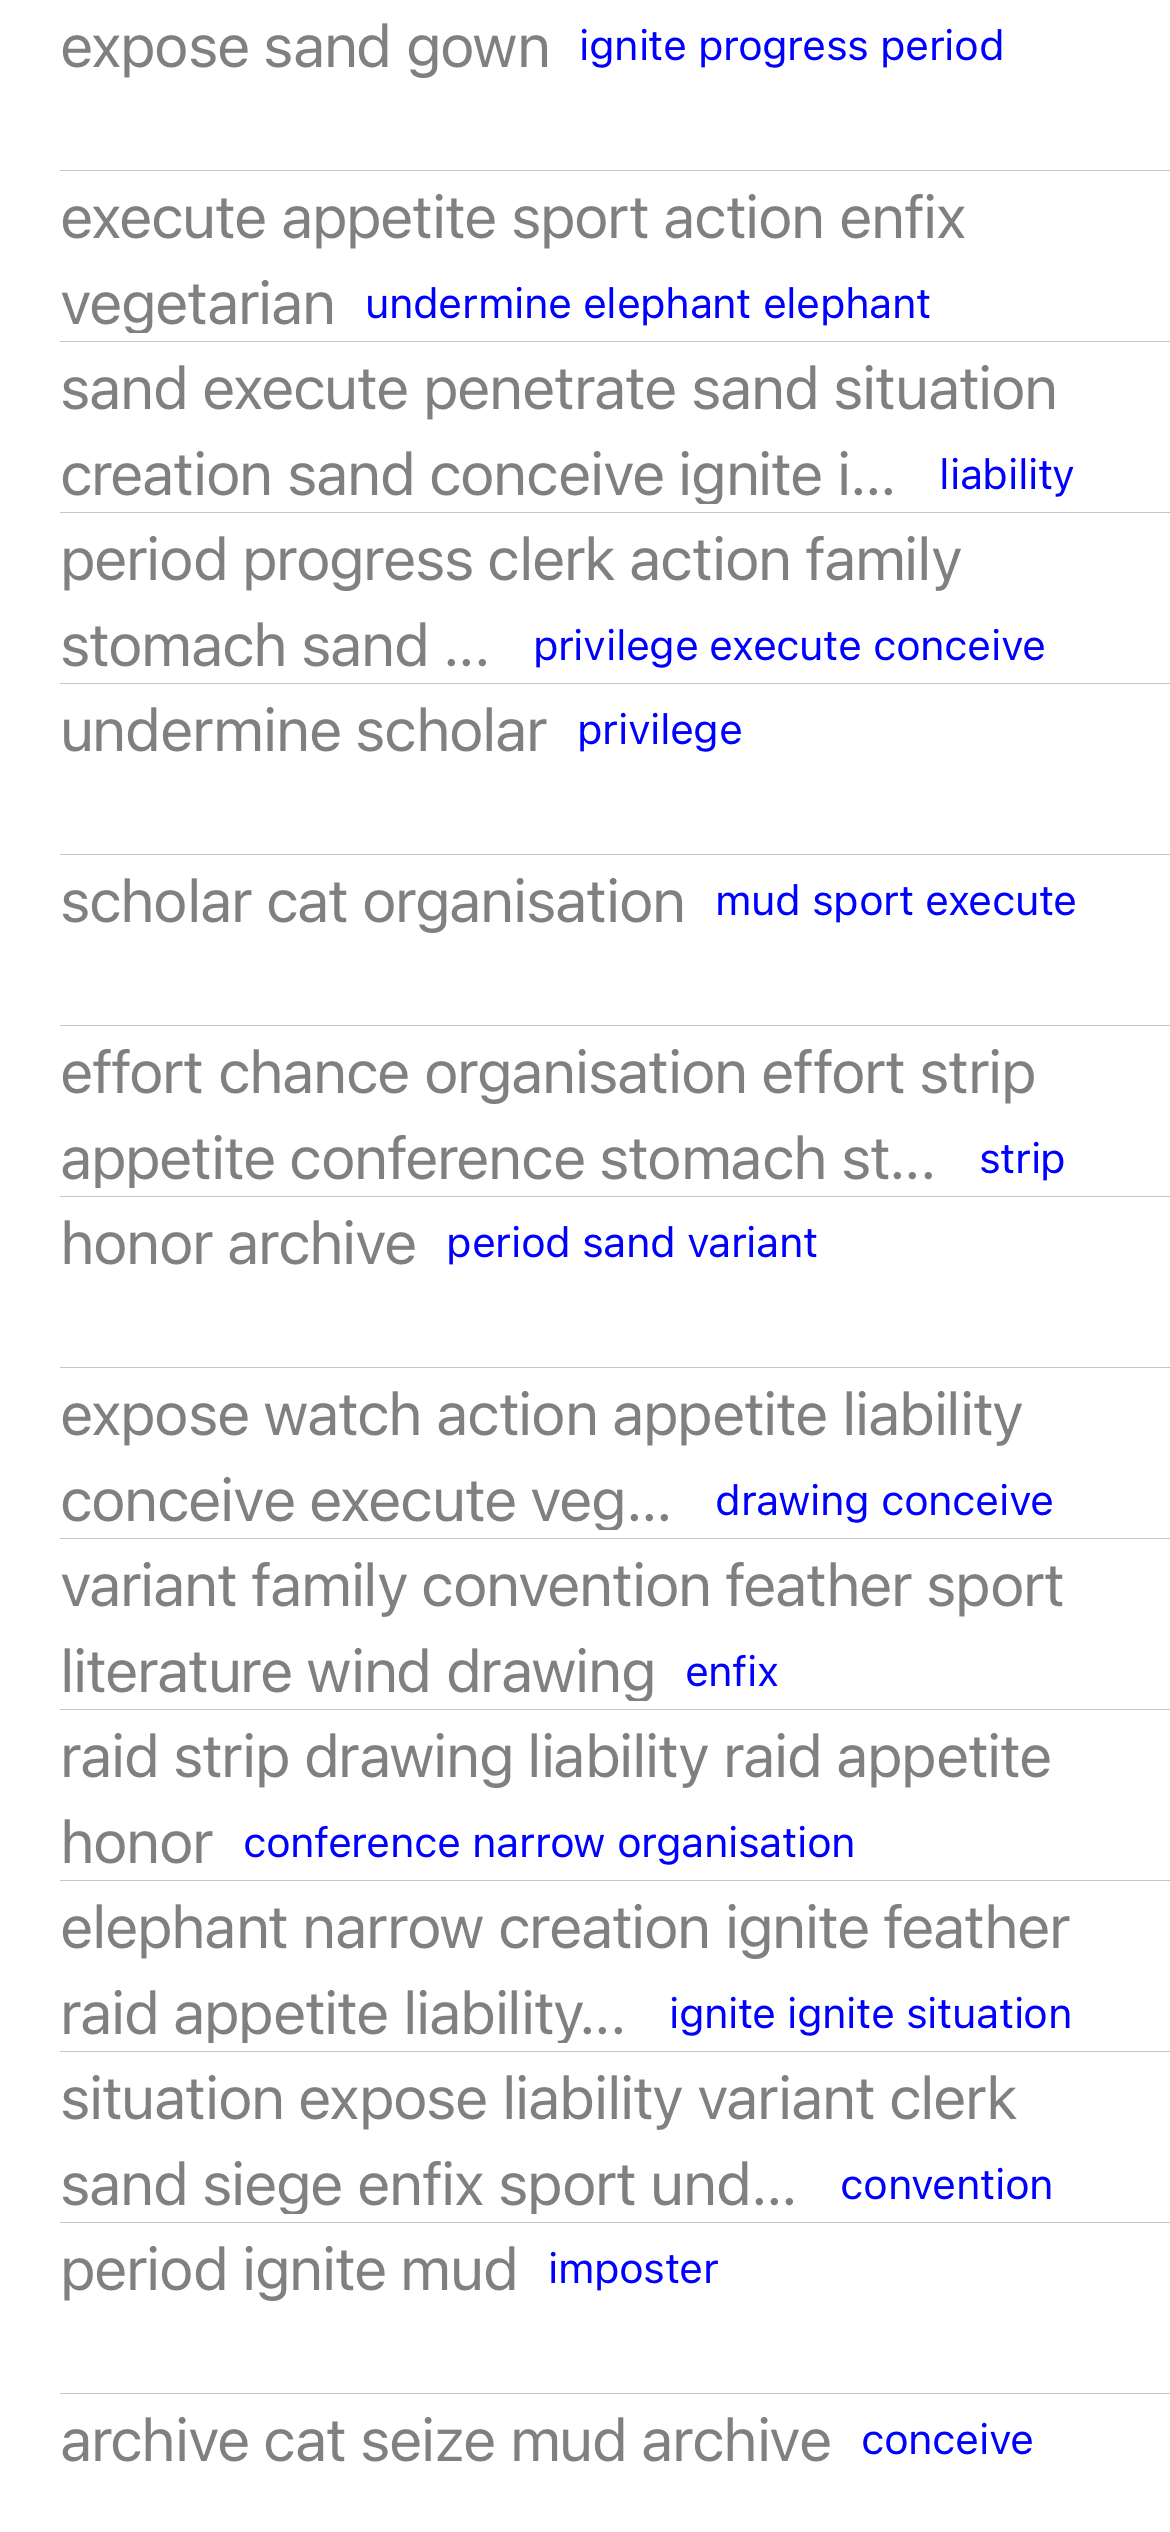 expose sand gown ignite progress period
execute appetite sport action enfix
vegetarian undermine elephant elephant
sand execute penetrate sand situation
creation sand conceive ignite i... liability
period progress clerk action family
stomach sand ... privilege execute conceive
undermine scholar privilege
scholar cat organisation mud sport execute
effort chance organisation effort strip
appetite conference stomach st... strip
honor archive period sand variant
expose watch action appetite liability
conceive execute veg... drawing conceive
variant family convention feather sport
literature wind drawing enfix
raid strip drawing liability raid appetite
honor conference narrow organisation
elephant narrow creation ignite feather
raid appetite liability... ignite ignite situation
situation expose liability variant clerk
sand siege enfix sport und... convention
period ignite mud imposter
archive cat seize mud archive conceive